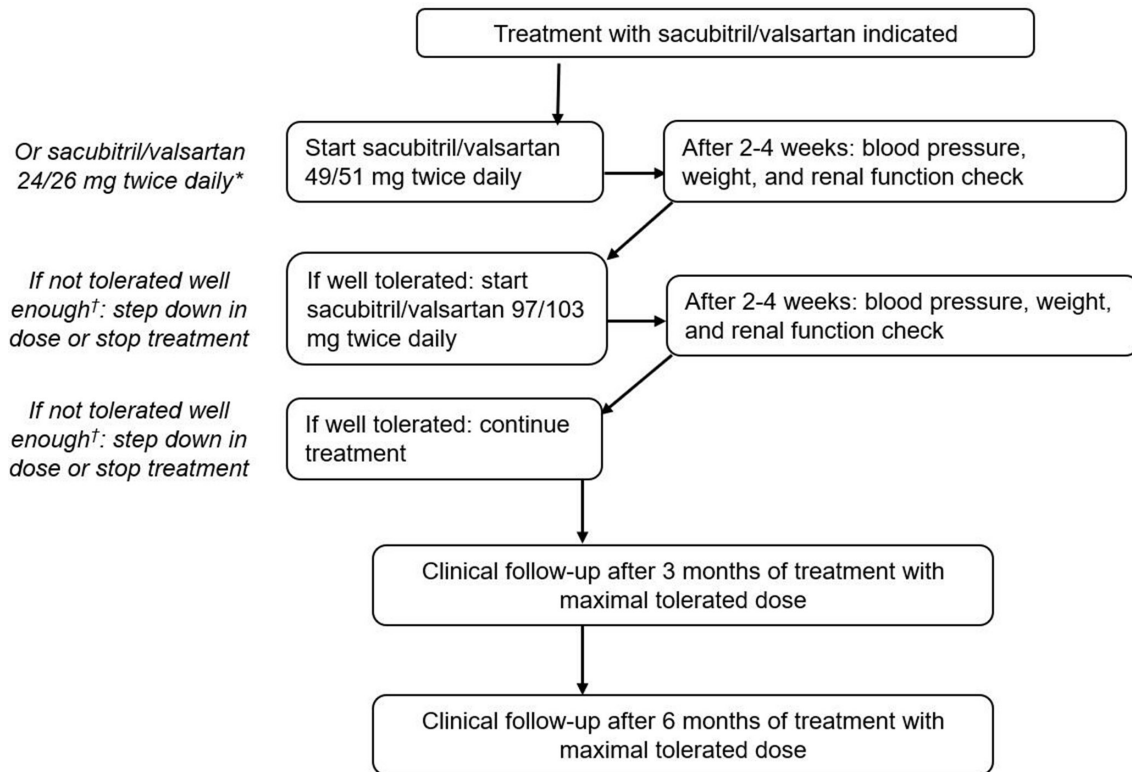 Treatment with sacubitril/valsartan indicated
Or sacubitril/valsartan
24/26 mg twice daily*
Start sacubitril/valsartan
49/51 mg twice daily
After 2-4 weeks: blood pressure,
weight, and renal function check
If not tolerated well
enough†: step down in
dose or stop treatment
If well tolerated: start
sacubitril/valsartan 97/103
mg twice daily
After 2-4 weeks: blood pressure, weight,
and renal function check
If not tolerated well
enough†: step down in
dose or stop treatment
If well tolerated: continue
treatment
Clinical follow-up after 3 months of treatment with
maximal tolerated dose
Clinical follow-up after 6 months of treatment with
maximal tolerated dose